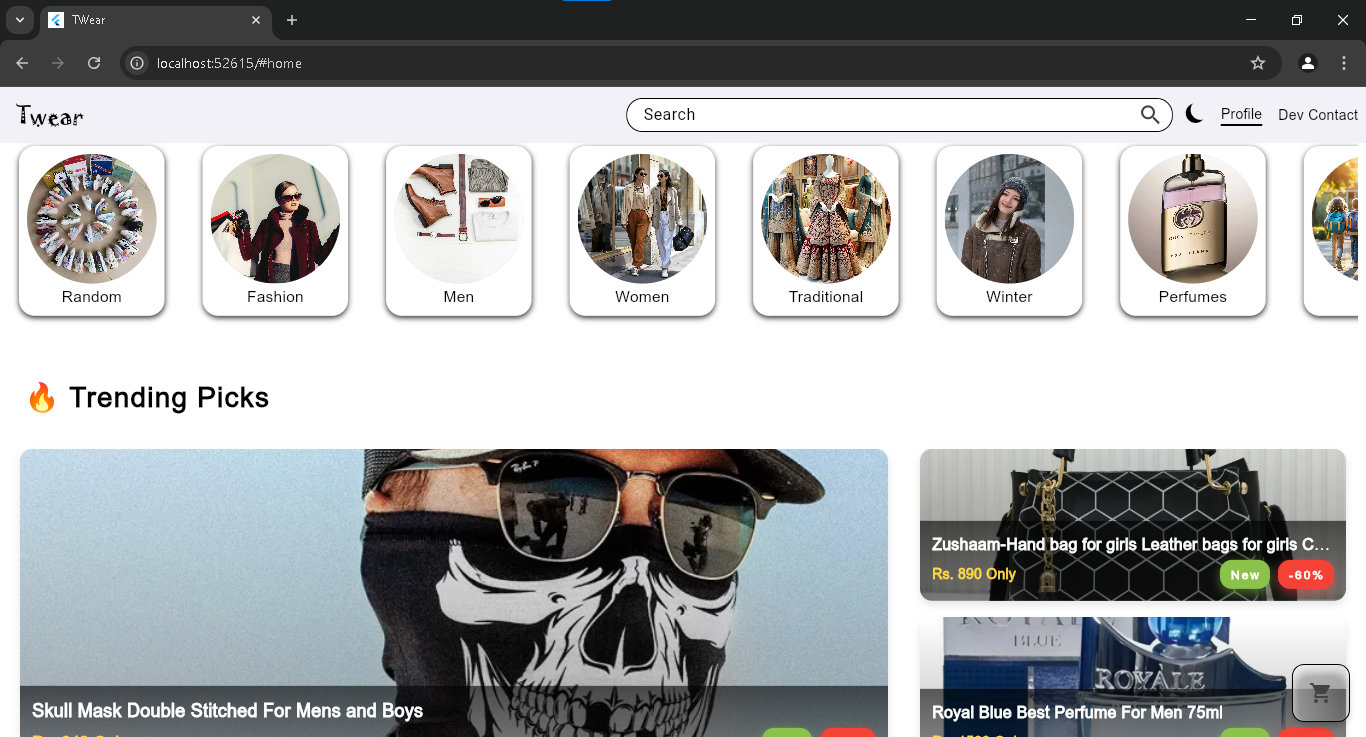 TWear
localhost:52615/#home
Twear
Search
Profile
Dev Contact
Random
Fashion
Men
Women
Traditional
Winter
Perfumes
🔥 Trending Picks
Ray-Ban P
Skull Mask Double Stitched For Mens and Boys
Zushaam-Hand bag for girls Leather bags for girls C...
Rs. 890 Only
New
-60%
BLUE
ROYALE
Royal Blue Best Perfume For Men 75ml